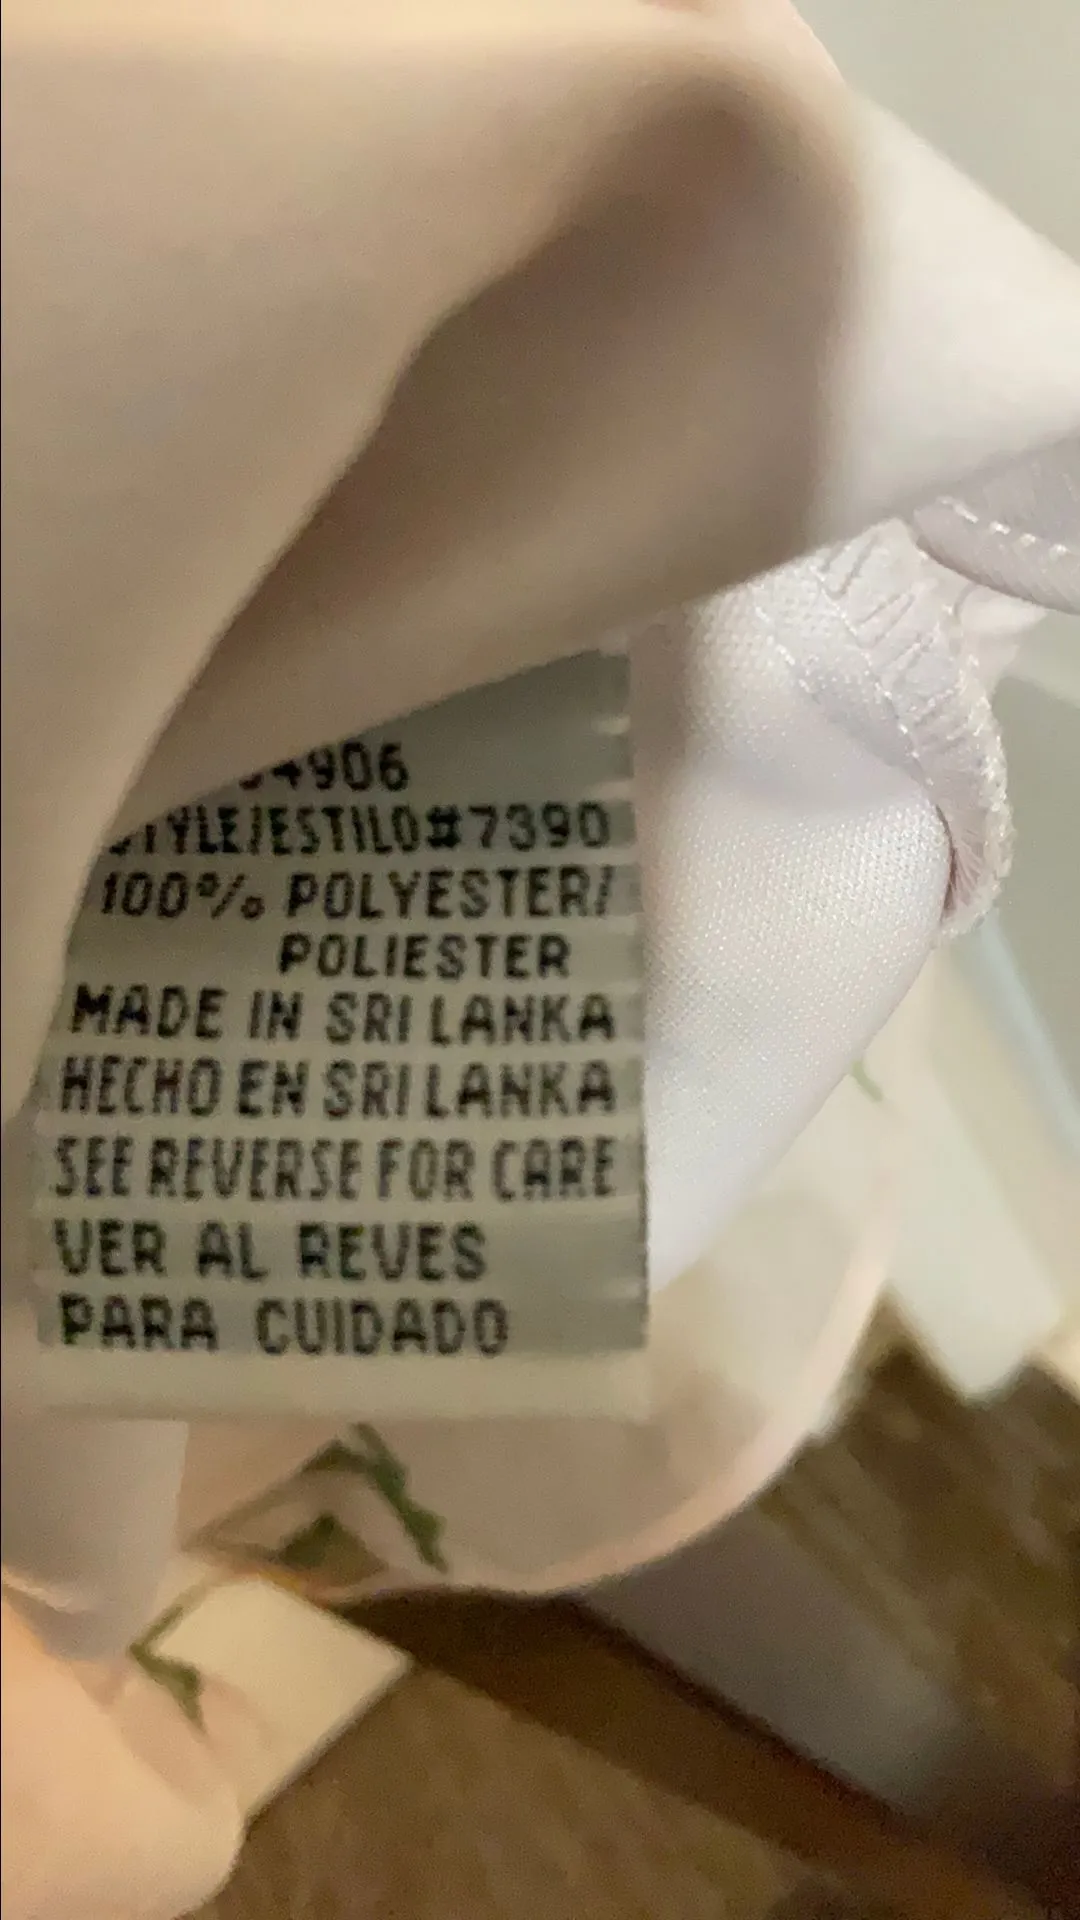 4906
STYLE/ESTILO#7390
100% POLYESTER/
POLIESTER
MADE IN SRI LANKA
HECHO EN SRI LANKA
SEE REVERSE FOR CARE
VER AL REVES
PARA CUIDADO